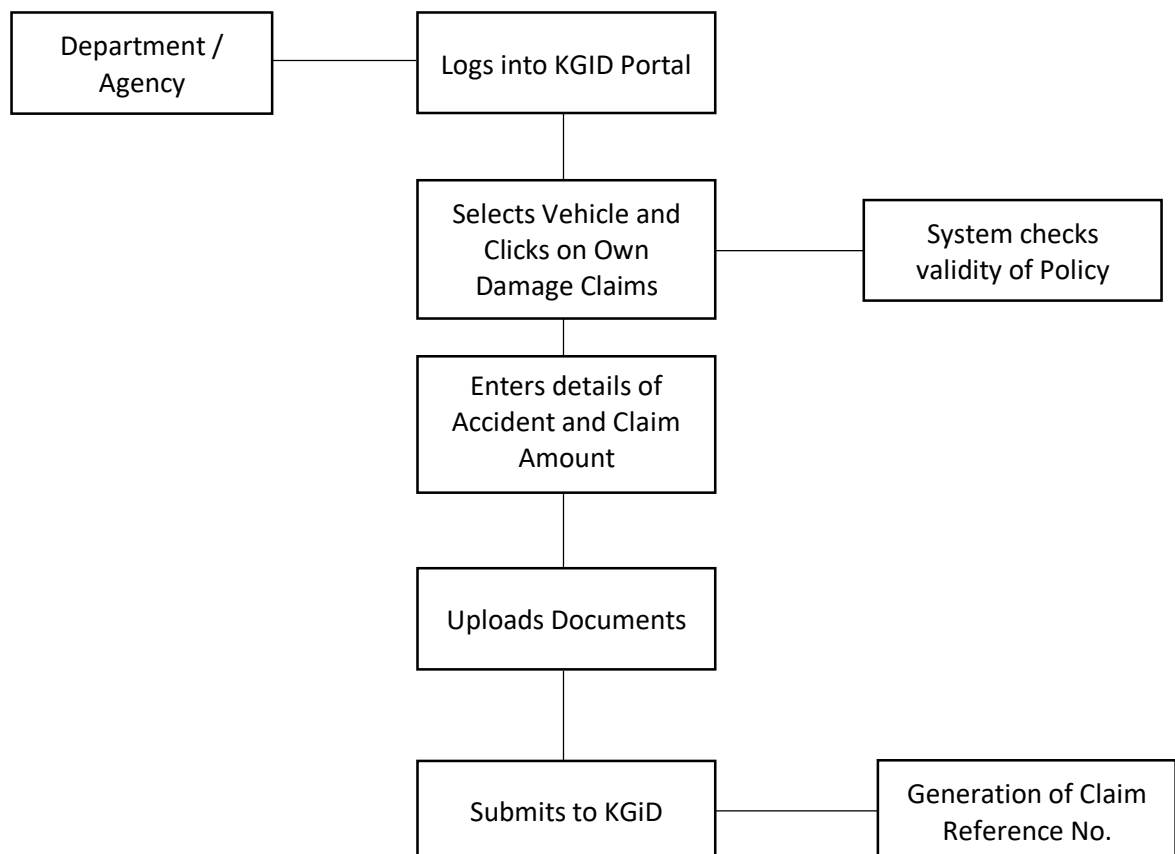 Department /
Agency
Logs into KGID Portal
Selects Vehicle and
Clicks on Own
Damage Claims
System checks
validity of Policy
Enters details of
Accident and Claim
Amount
Uploads Documents
Submits to KGiD
Generation of Claim
Reference No.